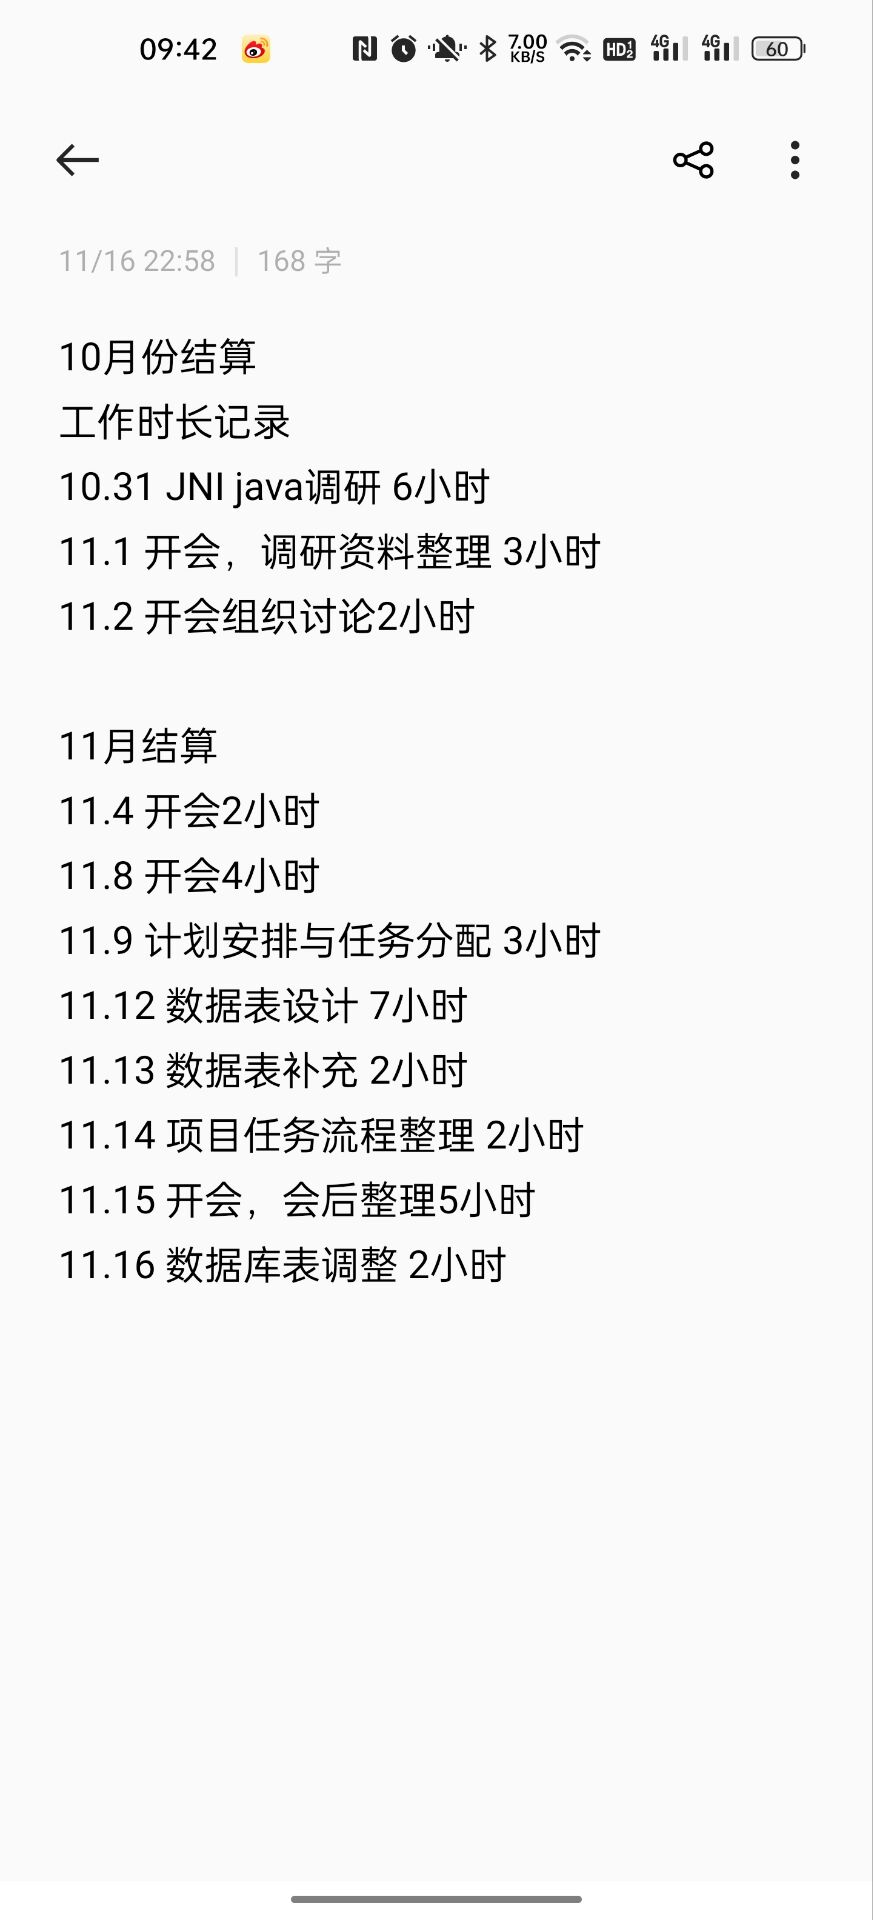 09:42
7.00 KB/S HD 1 2 4G 4G 60
11/16 22:58 | 168 字
10月份结算
工作时长记录
10.31 JNI java调研 6小时
11.1 开会，调研资料整理 3小时
11.2 开会组织讨论2小时
11月结算
11.4 开会2小时
11.8 开会4小时
11.9 计划安排与任务分配 3小时
11.12 数据表设计 7小时
11.13 数据表补充 2小时
11.14 项目任务流程整理 2小时
11.15 开会，会后整理5小时
11.16 数据库表调整 2小时